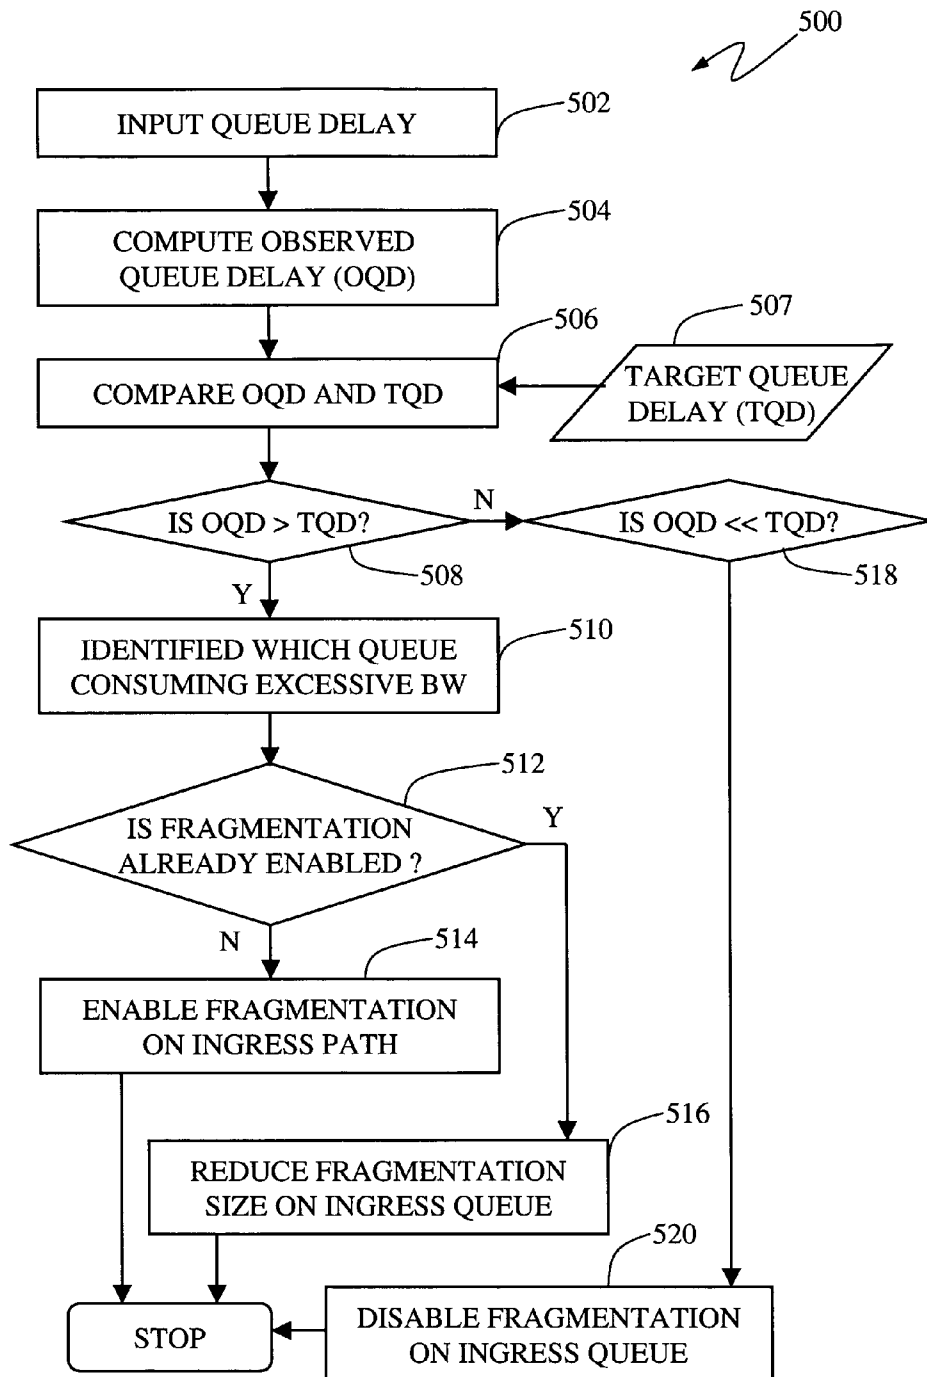 500
INPUT QUEUE DELAY
502
COMPUTE OBSERVED
QUEUE DELAY (OQD)
504
COMPARE OQD AND TQD
506
507
TARGET QUEUE
DELAY (TQD)
IS OQD > TQD?
508
N
IS OQD << TQD?
518
Y
IDENTIFIED WHICH QUEUE
CONSUMING EXCESSIVE BW
510
IS FRAGMENTATION
ALREADY ENABLED ?
512
Y
N
ENABLE FRAGMENTATION
ON INGRESS PATH
514
REDUCE FRAGMENTATION
SIZE ON INGRESS QUEUE
516
520
DISABLE FRAGMENTATION
ON INGRESS QUEUE
STOP